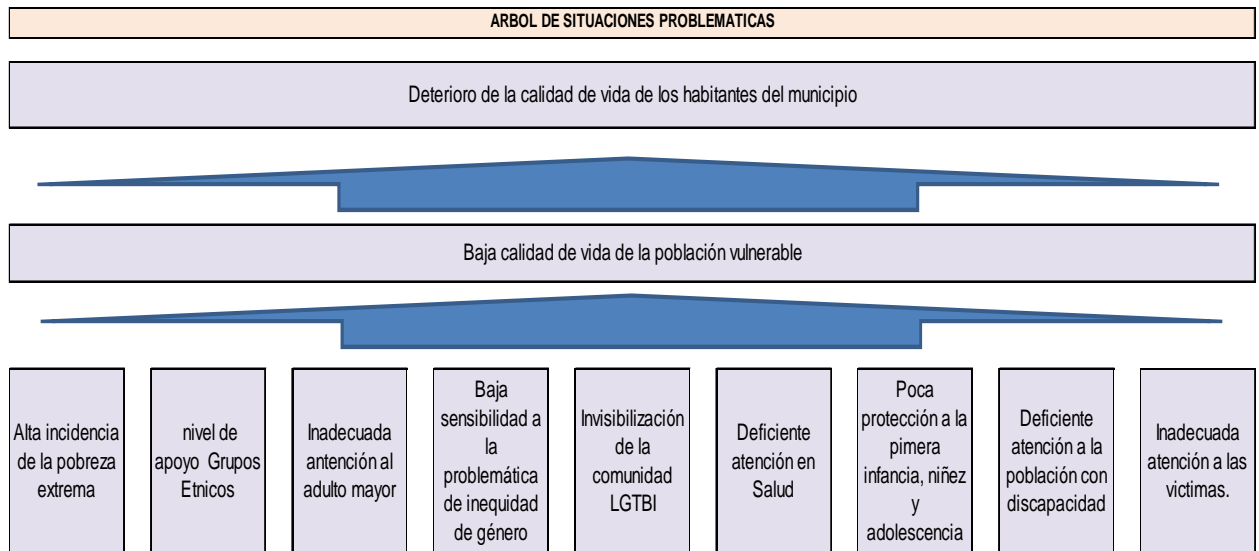 ARBOL DE SITUACIONES PROBLEMATICAS
Deterioro de la calidad de vida de los habitantes del municipio
Baja calidad de vida de la población vulnerable
Alta incidencia
de la pobreza
extrema
nivel de
apoyo Grupos
Etnicos
Inadecuada
antención al
adulto mayor
Baja
sensibilidad a
la
problemática
de inequidad
de género
Invisibilización
de la
comunidad
LGTBI
Deficiente
atención en
Salud
Poca
protección a la
pimera
infancia, niñez
y
adolescencia
Deficiente
atención a la
población con
discapacidad
Inadecuada
atención a las
victimas.